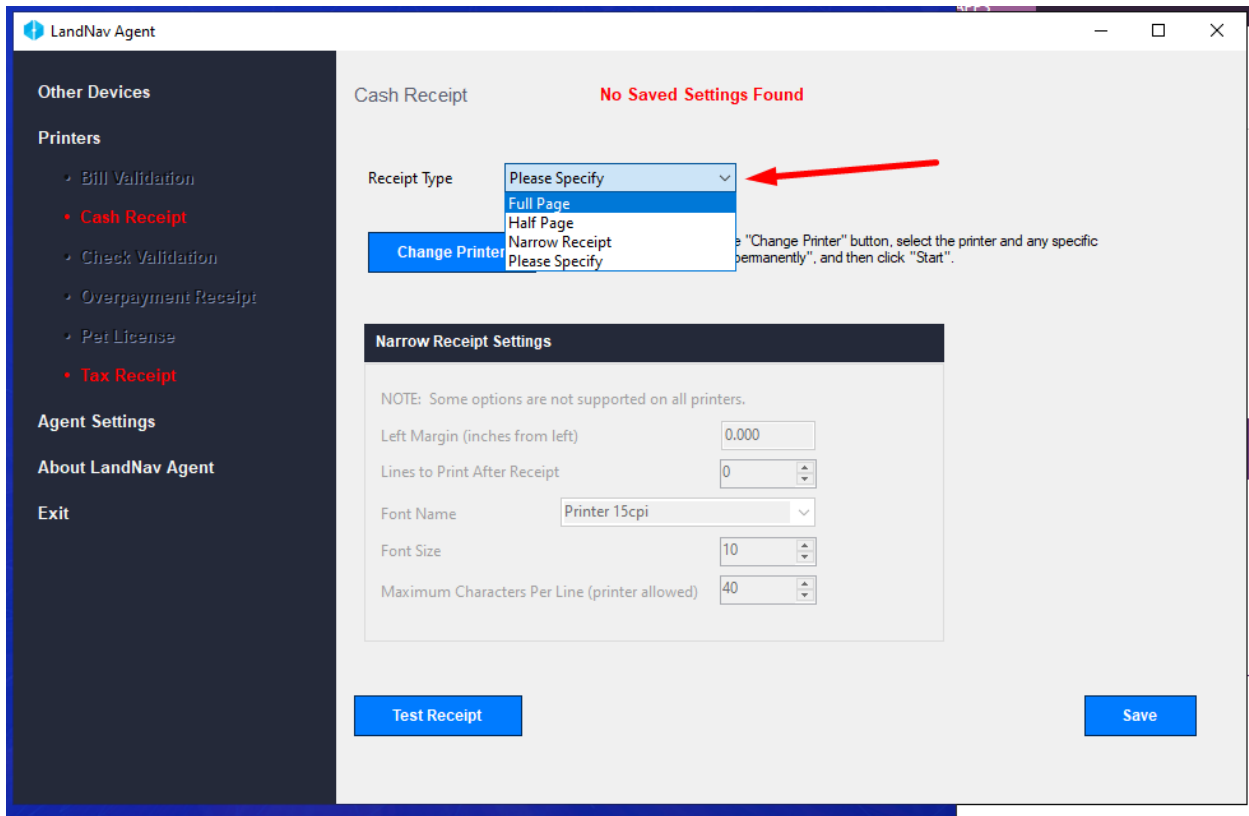 LandNav Agent
Other Devices
Printers
• Bill Validation
• Cash Receipt
• Check Validation
• Overpayment Receipt
• Pet License
• Tax Receipt
Agent Settings
About LandNav Agent
Exit
Cash Receipt
No Saved Settings Found
Receipt Type
Please Specify
Full Page
Half Page
Narrow Receipt
Please Specify
Change Printer
"Change Printer" button, select the printer and any specific
permanently", and then click "Start".
Narrow Receipt Settings
NOTE: Some options are not supported on all printers.
Left Margin (inches from left) 0.000
Lines to Print After Receipt 0
Font Name Printer 15cpi
Font Size 10
Maximum Characters Per Line (printer allowed) 40
Test Receipt
Save